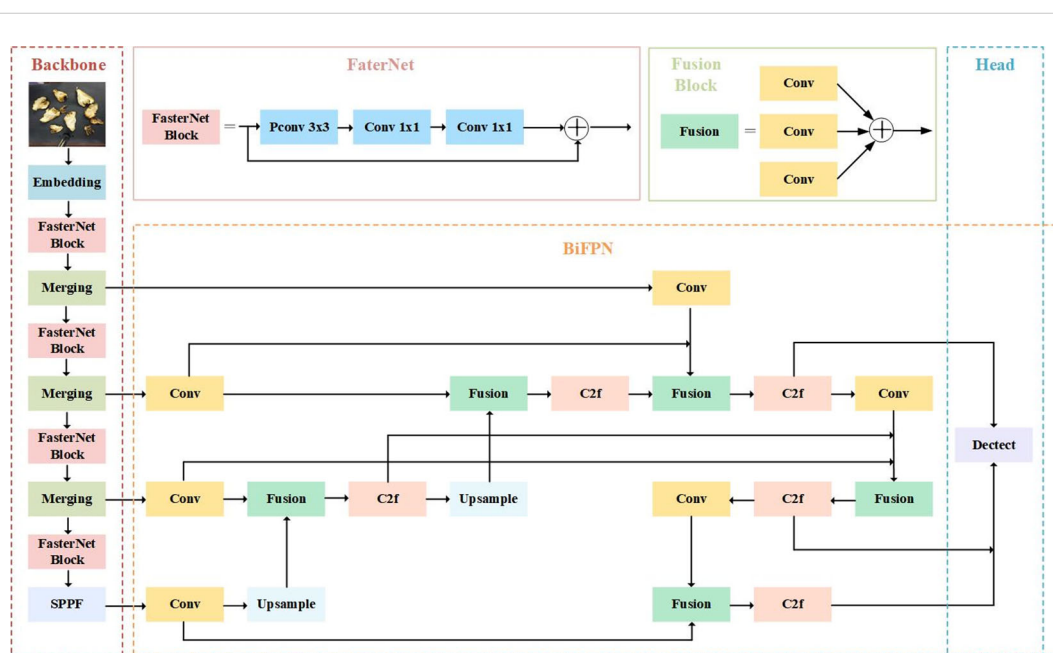 Backbone
FaterNet
Fusion
Block
Head
Conv
FasterNet
Block
=
Pconv 3x3
Conv 1x1
Conv 1x1
Fusion
=
Conv
Conv
Embedding
FasterNet
Block
BiFPN
Merging
Conv
FasterNet
Block
Merging
Conv
Fusion
C2f
Fusion
C2f
Conv
FasterNet
Block
Dectect
Merging
Conv
Fusion
C2f
Upsample
Conv
C2f
Fusion
FasterNet
Block
SPPF
Conv
Upsample
Fusion
C2f